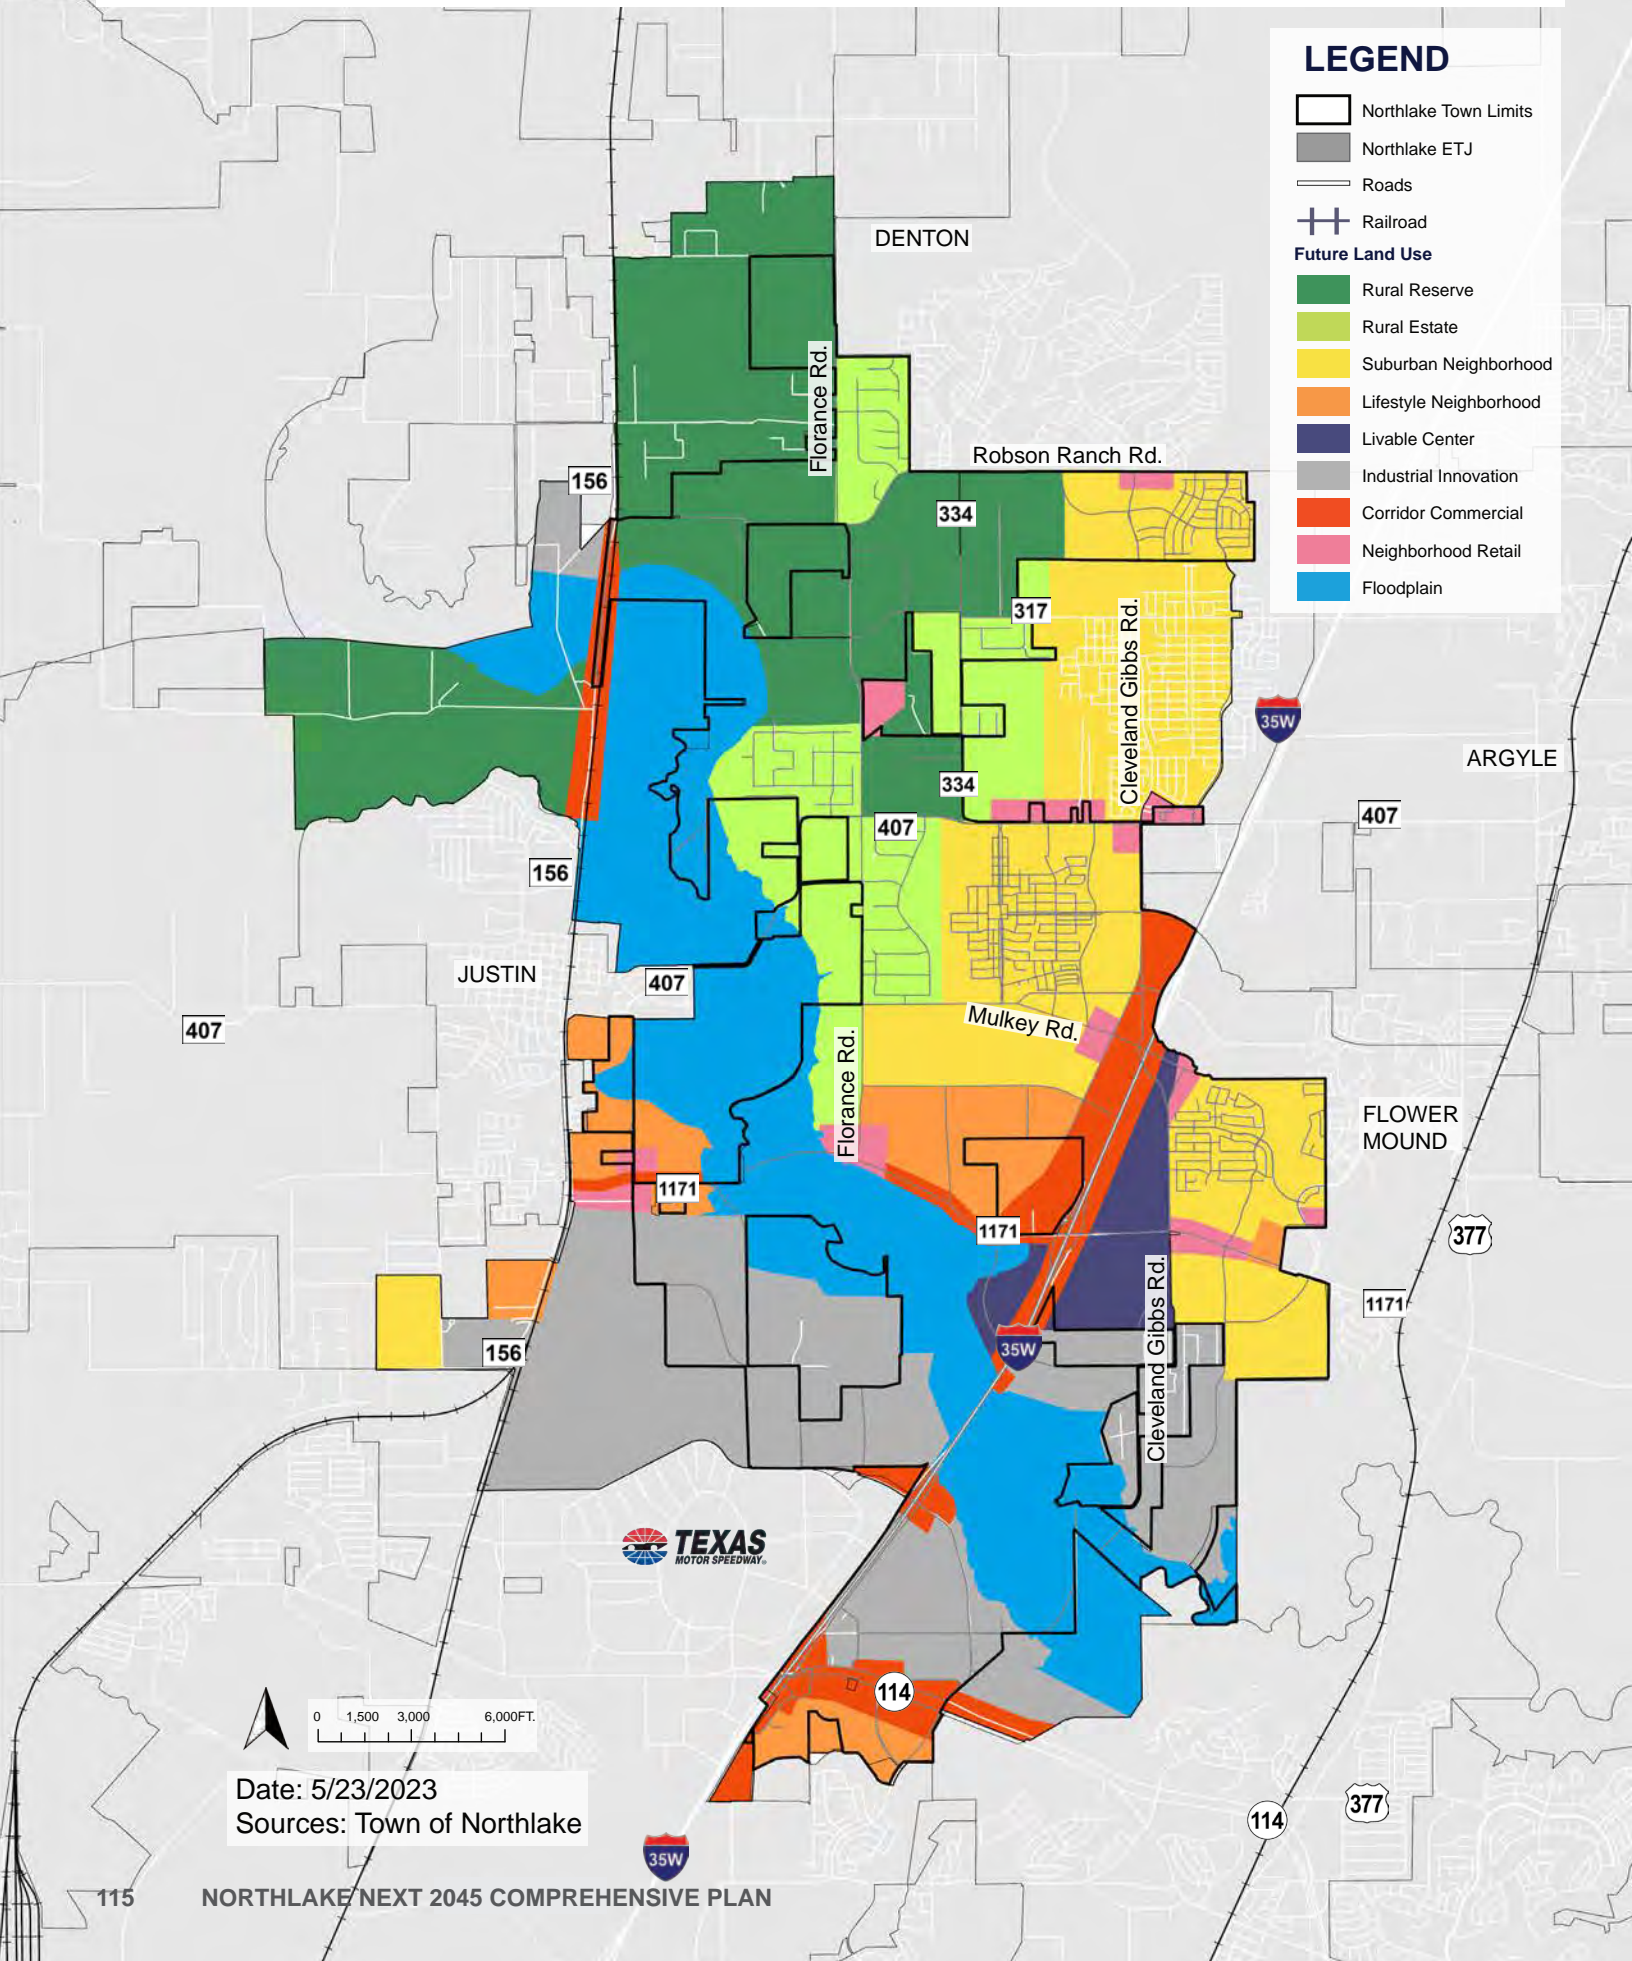 LEGEND
Northlake Town Limits
Northlake ETJ
Roads
Railroad
Future Land Use
Rural Reserve
Rural Estate
Suburban Neighborhood
Lifestyle Neighborhood
Livable Center
Industrial Innovation
Corridor Commercial
Neighborhood Retail
Floodplain
DENTON
Florance Rd.
Robson Ranch Rd.
156
334
317
Cleveland Gibbs Rd.
35W
ARGYLE
334
407
407
156
JUSTIN
407
407
Mulkey Rd.
Florance Rd.
FLOWER
MOUND
1171
1171
377
Cleveland Gibbs Rd.
1171
156
35W
TEXAS
MOTOR SPEEDWAY®
114
0 1,500 3,000 6,000FT.
Date: 5/23/2023
Sources: Town of Northlake
377
114
35W
115 NORTHLAKE NEXT 2045 COMPREHENSIVE PLAN